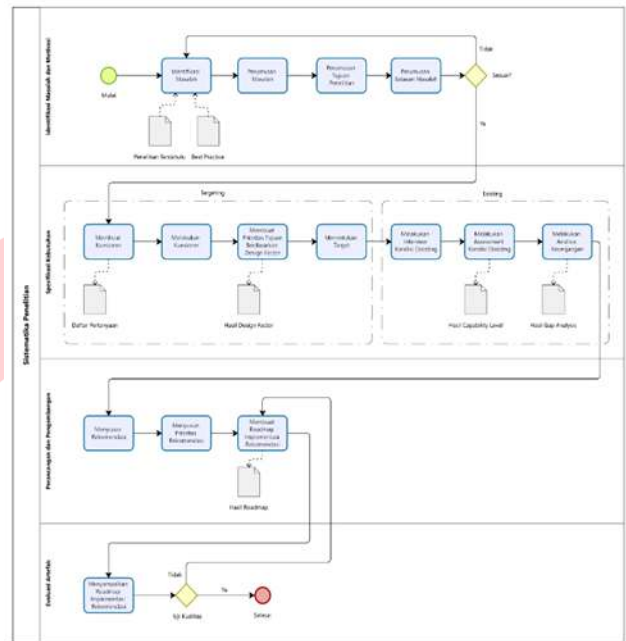 Sistematika Penelitian
Identifikasi Masalah dan Motivasi
Mulai
Identifikasi
Masalah
Perumusan
Masalah
Perumusan
Tujuan
Penelitian
Perumusan
Batasan Masalah
Sesuai?
Tidak
Ya
Penelitian Terdahulu
Best Practice
Spesifikasi Kebutuhan
Targeting
Membuat
Kuesioner
Melakukan
Kuesioner
Membuat
Prioritas Tujuan
Berdasarkan
Design Factor
Menentukan
Target
Daftar Pertanyaan
Hasil Design Factor
Existing
Melakukan
Kondisi Existing
Melakukan
Assessment
Kondisi Existing
Melakukan
Analisis
Kesenjangan
Hasil Capability Level
Hasil Gap Analysis
Perancangan dan Pengembangan
Menyusun
Rekomendasi
Menyusun
Prioritas
Rekomendasi
Membuat
Roadmap
Implementasi
Rekomendasi
Hasil Roadmap
Evaluasi Artefak
Menyampaikan
Roadmap
Implementasi
Rekomendasi
Tidak
Uji Kualitas
Ya
Selesai